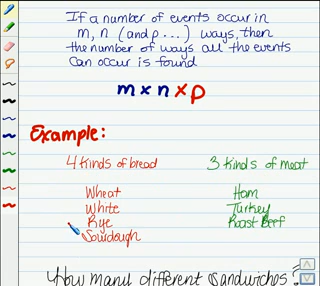 If a number of events occur in
m, n (and p...) ways, then
the number of ways all the events
can occur is found
m x n x p
Example:
4 kinds of bread
3 kinds of meat
Wheat
White
Rye
Sourdough
Ham
Turkey
Roast Beef
How many different sandwiches?